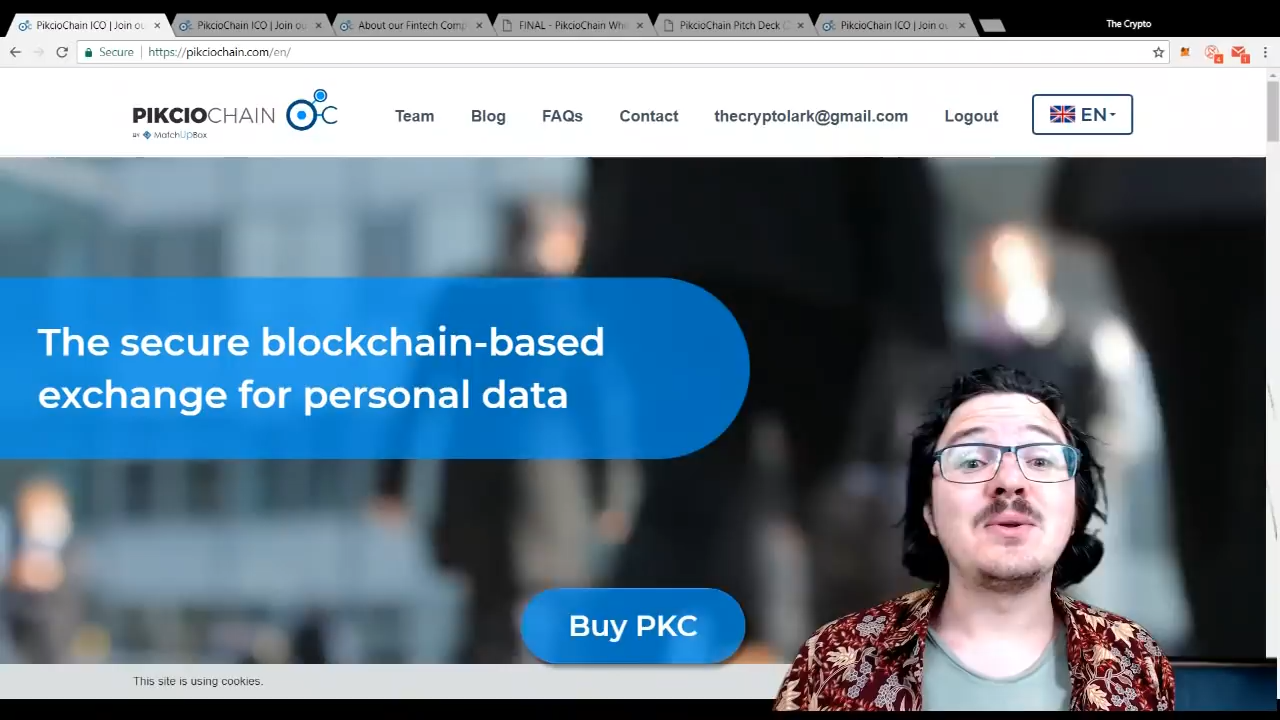 PikcioChain ICO | Join ou
PikcioChain ICO | Join ou
About our Fintech Comp
FINAL - PikcioChain Whi
PikcioChain Pitch Deck (
PikcioChain ICO | Join ou
The Crypto
Secure
https://pikciochain.com/en/
PIKCIOCHAIN
BY MatchUpBox
Team
Blog
FAQs
Contact
thecryptolark@gmail.com
Logout
EN
The secure blockchain-based
exchange for personal data
Buy PKC
This site is using cookies.